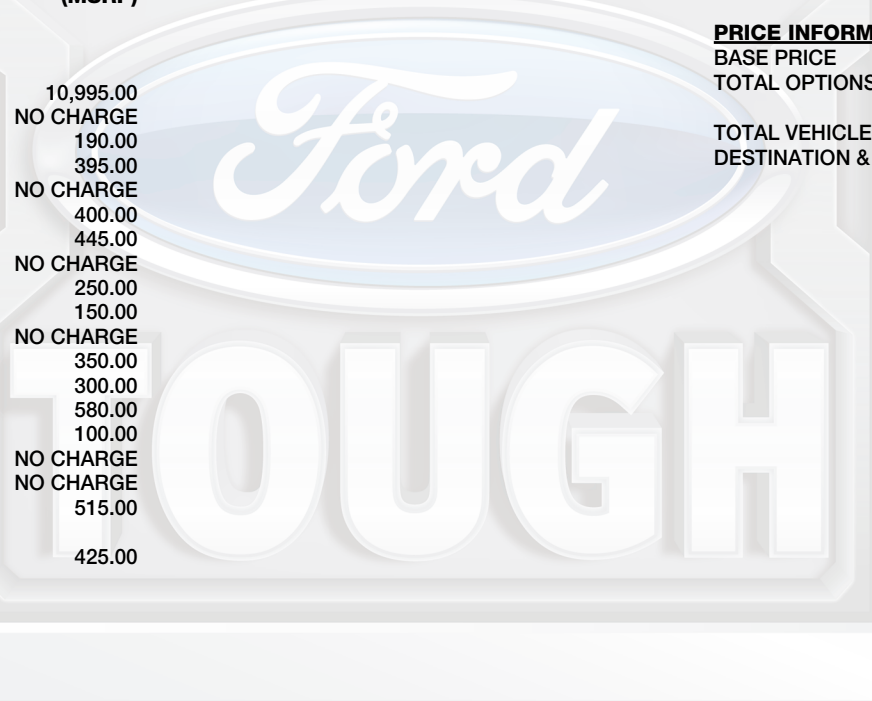 (MSRP)
10,995.00
NO CHARGE
190.00
395.00
NO CHARGE
400.00
445.00
NO CHARGE
250.00
150.00
NO CHARGE
350.00
300.00
580.00
100.00
NO CHARGE
NO CHARGE
515.00
425.00
PRICE INFORM
BASE PRICE
TOTAL OPTIONS
TOTAL VEHICLE
DESTINATION &
Ford
TOUGH